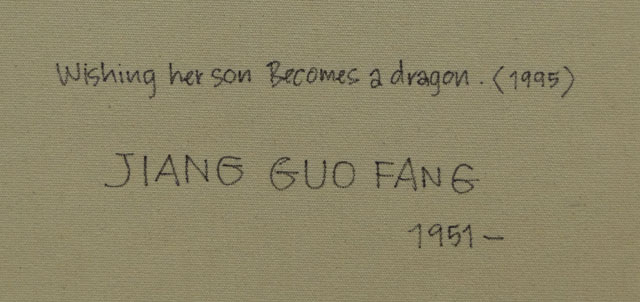 Wishing her son Becomes a dragon. (1995)
JIANG GUO FANG
1951-